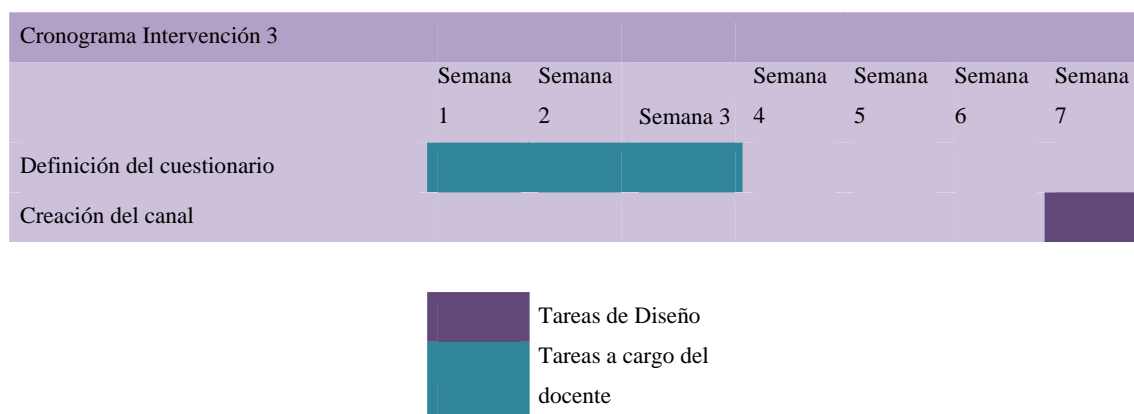 Cronograma Intervención 3
Semana Semana Semana Semana Semana Semana
1 2 Semana 3 4 5 6 7
Definición del cuestionario
Creación del canal
Tareas de Diseño
Tareas a cargo del
docente